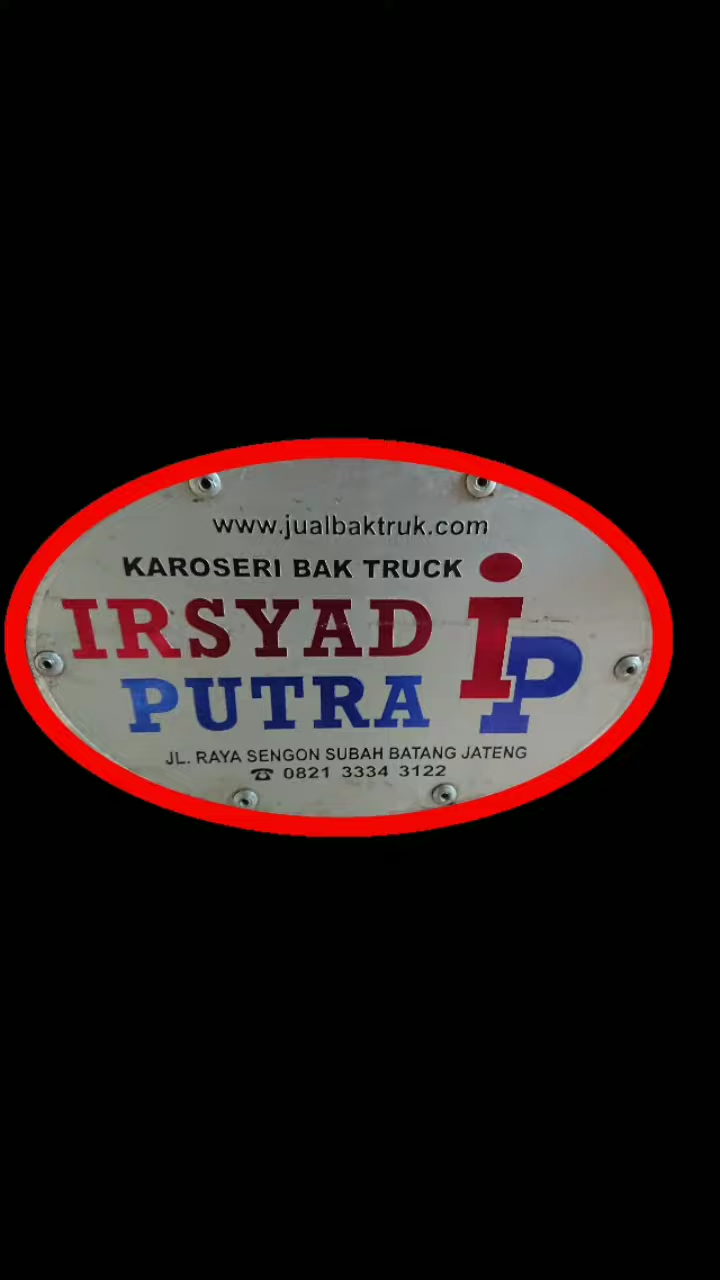 www.jualbaktruk.com
KAROSERI BAK TRUCK
IRSYAD
PUTRA
iP
JL. RAYA SENGON SUBAH BATANG JATENG
☎ 0821 3334 3122